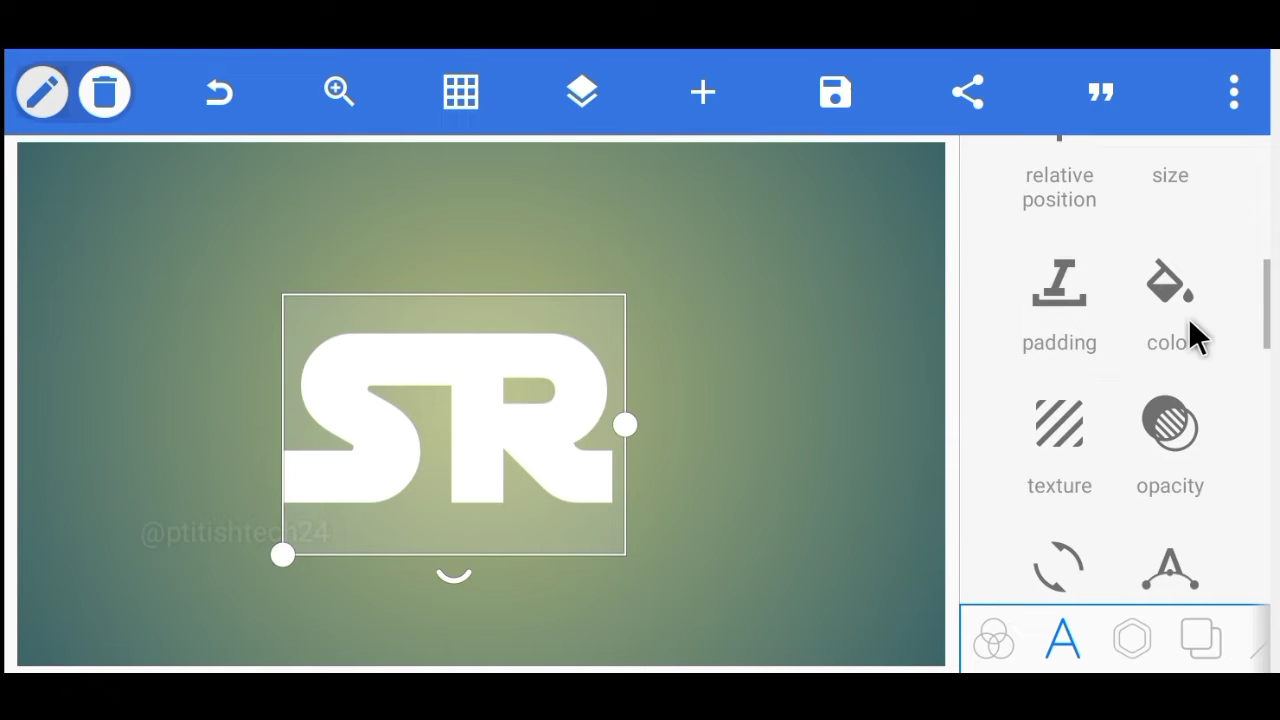 relative
position
size
padding
colo
texture
opacity
SR
@ptitishtech24